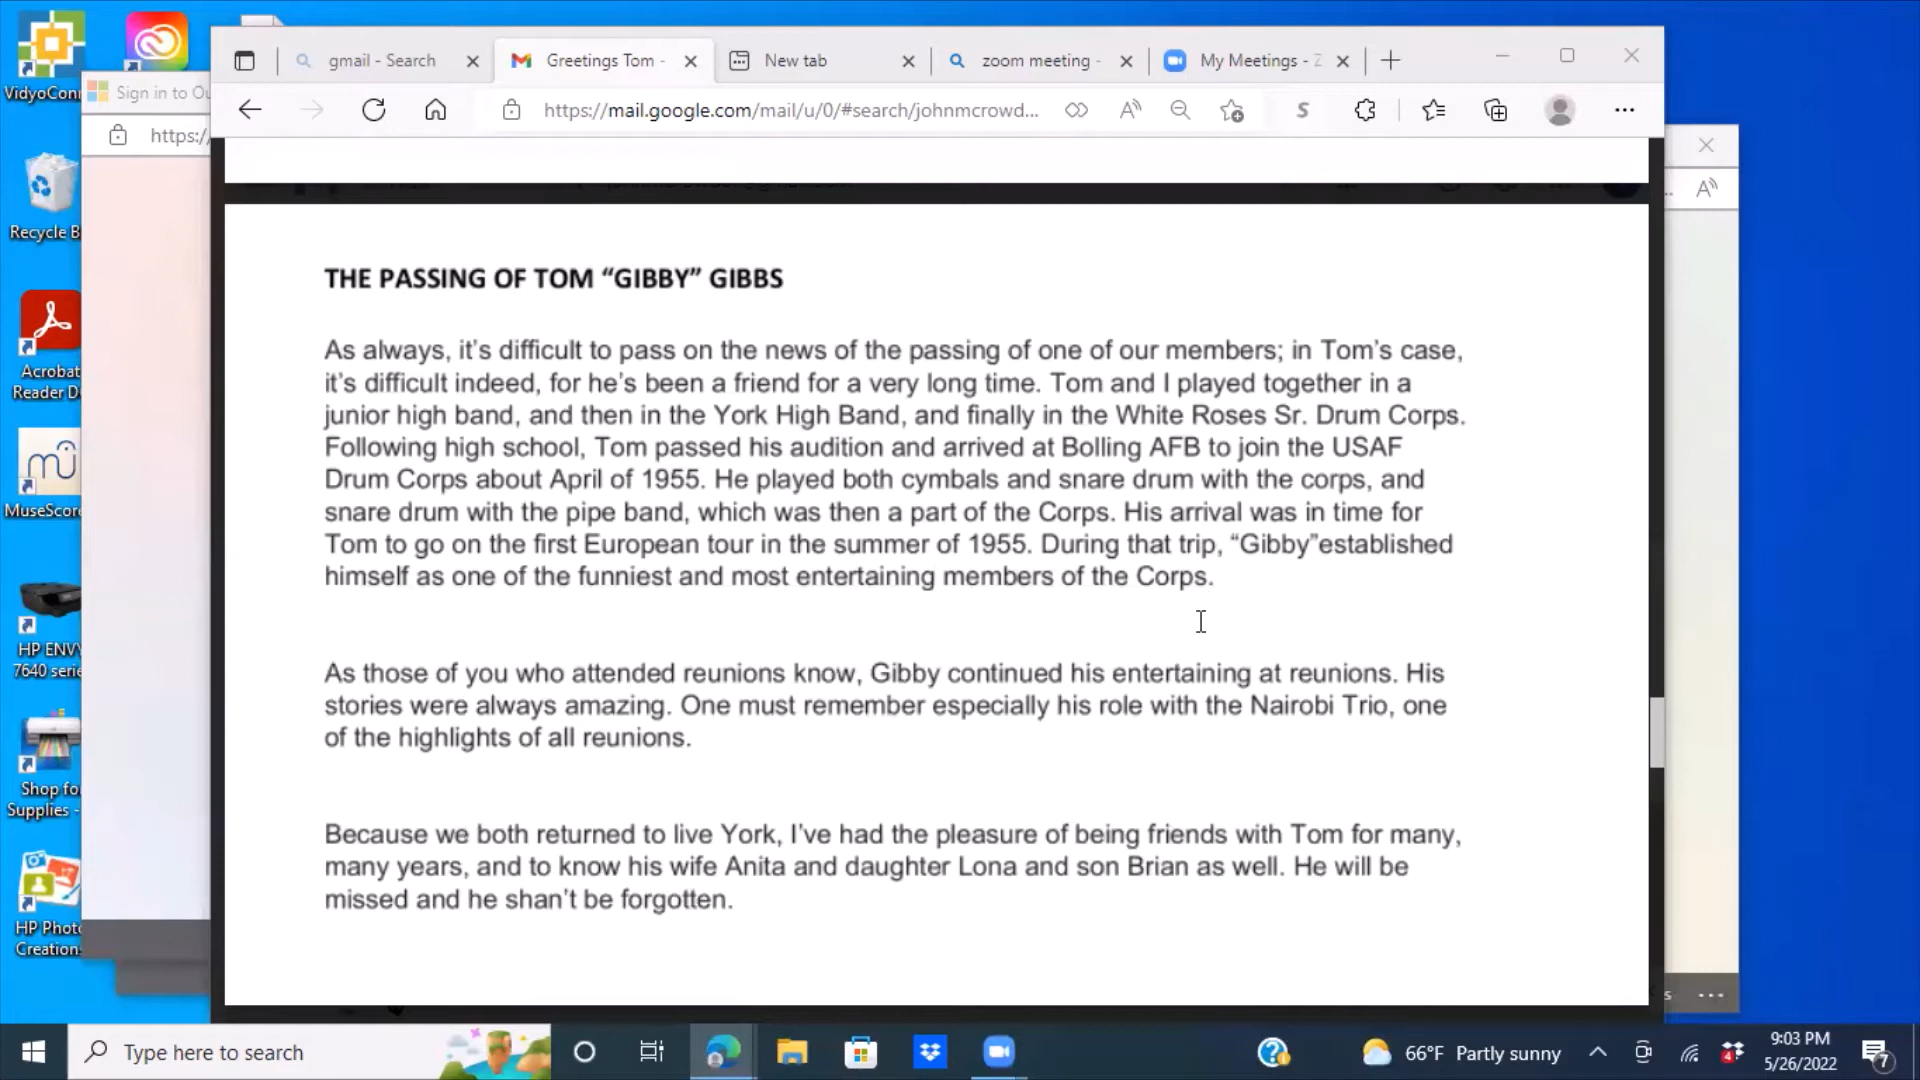 gmail - Search
Greetings Tom -
New tab
zoom meeting -
My Meetings - Z
VidyoConn
Sign in to Ou
https://mail.google.com/mail/u/0/#search/johnmcrowd...
https:/
Recycle B
THE PASSING OF TOM “GIBBY” GIBBS
As always, it’s difficult to pass on the news of the passing of one of our members; in Tom’s case,
it’s difficult indeed, for he’s been a friend for a very long time. Tom and I played together in a
junior high band, and then in the York High Band, and finally in the White Roses Sr. Drum Corps.
Following high school, Tom passed his audition and arrived at Bolling AFB to join the USAF
Drum Corps about April of 1955. He played both cymbals and snare drum with the corps, and
snare drum with the pipe band, which was then a part of the Corps. His arrival was in time for
Tom to go on the first European tour in the summer of 1955. During that trip, “Gibby”established
himself as one of the funniest and most entertaining members of the Corps.
As those of you who attended reunions know, Gibby continued his entertaining at reunions. His
stories were always amazing. One must remember especially his role with the Nairobi Trio, one
of the highlights of all reunions.
Because we both returned to live York, I’ve had the pleasure of being friends with Tom for many,
many years, and to know his wife Anita and daughter Lona and son Brian as well. He will be
missed and he shan’t be forgotten.
Acrobat
Reader D
MuseScore
HP ENVY
7640 serie
Shop fo
Supplies -
HP Photo
Creation
Type here to search
66°F Partly sunny
4
9:03 PM
5/26/2022
7